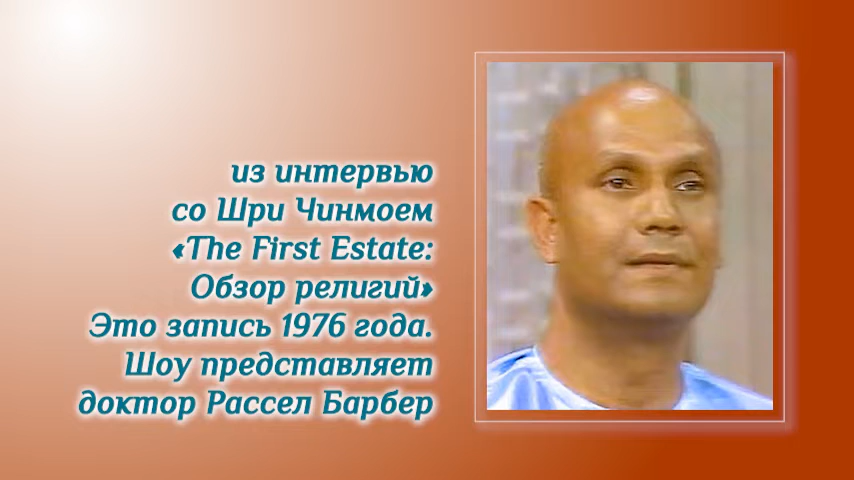 из интервью
со Шри Чинмоем
«The First Estate:
Обзор религий»
Это запись 1976 года.
Шоу представляет
доктор Рассел Барбер